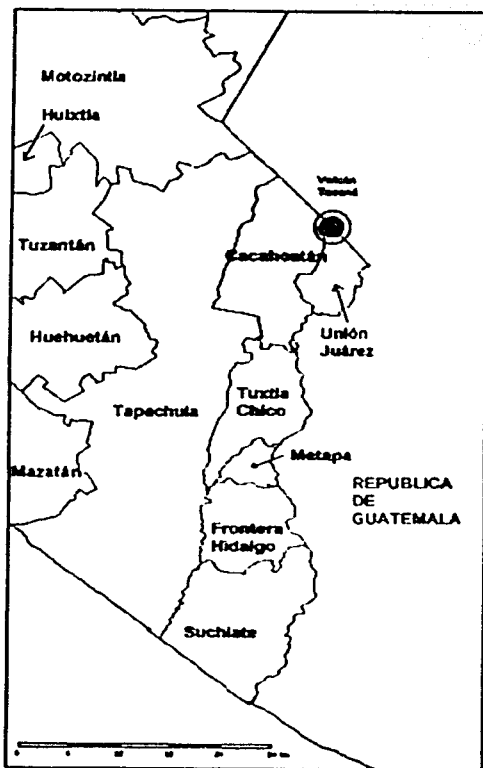 Motozintla
Huixtla
Volcán
Tacaná
Tuzantán
Cacahoatán
Huehuetán
Unión
Juárez
Tapachula
Tuxtla
Chico
Metapa
Mazatán
REPUBLICA
DE
GUATEMALA
Frontera
Hidalgo
Suchiate